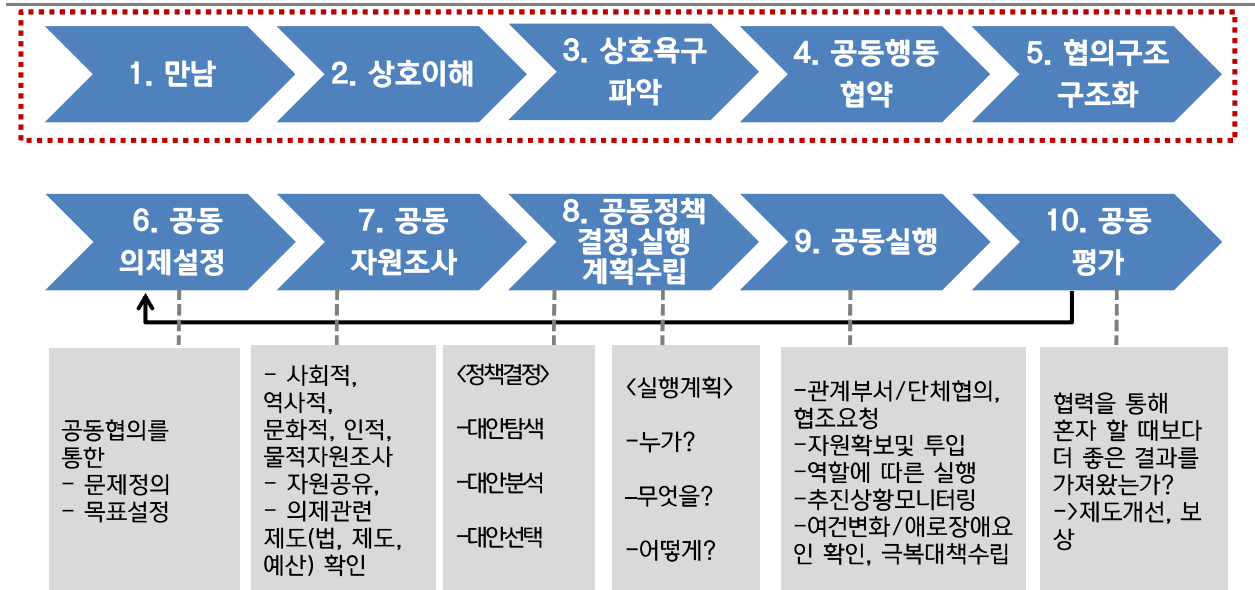 1. 만남
2. 상호이해
3. 상호욕구
파악
4. 공동행동
협약
5. 협의구조
구조화
6. 공동
의제설정
7. 공동
자원조사
8. 공동정책
결정,실행
계획수립
9. 공동실행
10. 공동
평가
공동협의를
통한
- 문제정의
- 목표설정
- 사회적,
역사적,
문화적, 인적,
물적자원조사
- 자원공유,
- 의제관련
제도(법, 제도,
예산) 확인
<정책결정>
-대안탐색
-대안분석
-대안선택
<실행계획>
-누가?
-무엇을?
-어떻게?
-관계부서/단체협의,
협조요청
-자원확보및 투입
-역할에 따른 실행
-추진상황모니터링
-여건변화/애로장애요
인 확인, 극복대책수립
협력을 통해
혼자 할 때보다
더 좋은 결과를
가져왔는가?
->제도개선, 보
상